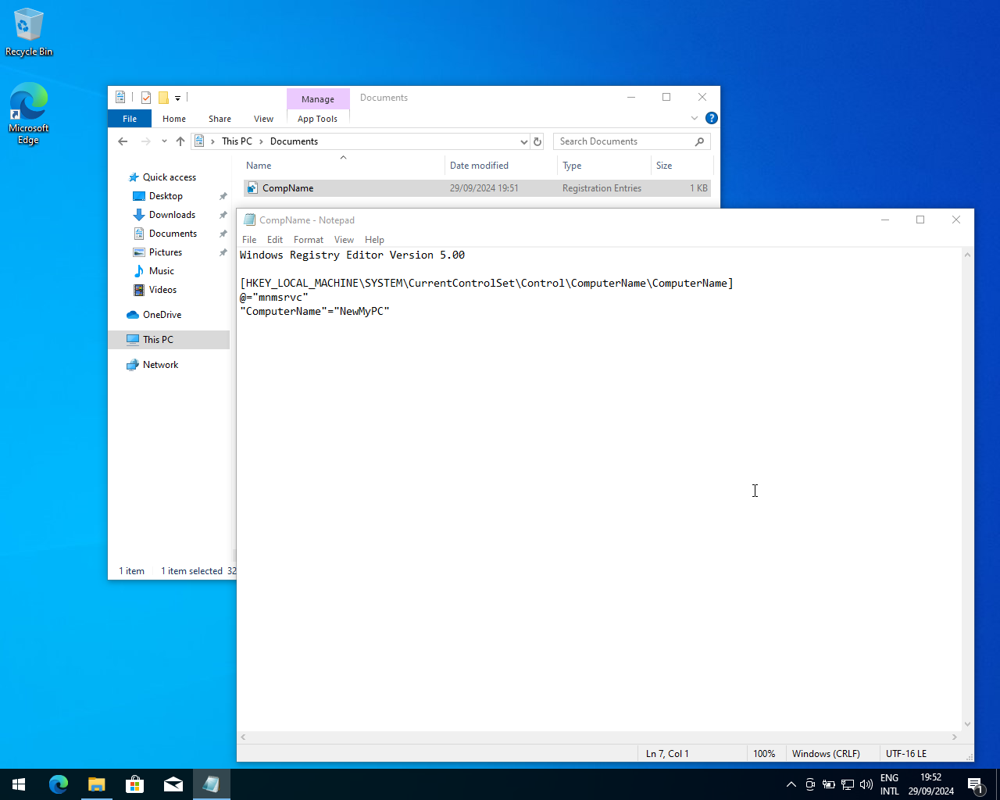 Recycle Bin
Microsoft
Edge
Manage
Documents
File
Home
Share
View
App Tools
This PC
Documents
Search Documents
Name
Date modified
Type
Size
Quick access
CompName
29/09/2024 19:51
Registration Entries
1 KB
Desktop
Downloads
Documents
Pictures
Music
Videos
OneDrive
This PC
Network
1 item
1 item selected
32
CompName - Notepad
File
Edit
Format
View
Help
Windows Registry Editor Version 5.00
[HKEY_LOCAL_MACHINE\SYSTEM\CurrentControlSet\Control\ComputerName\ComputerName]
@="mnmsrvc"
"ComputerName"="NewMyPC"
Ln 7, Col 1
100%
Windows (CRLF)
UTF-16 LE
ENG
INTL
19:52
29/09/2024
1